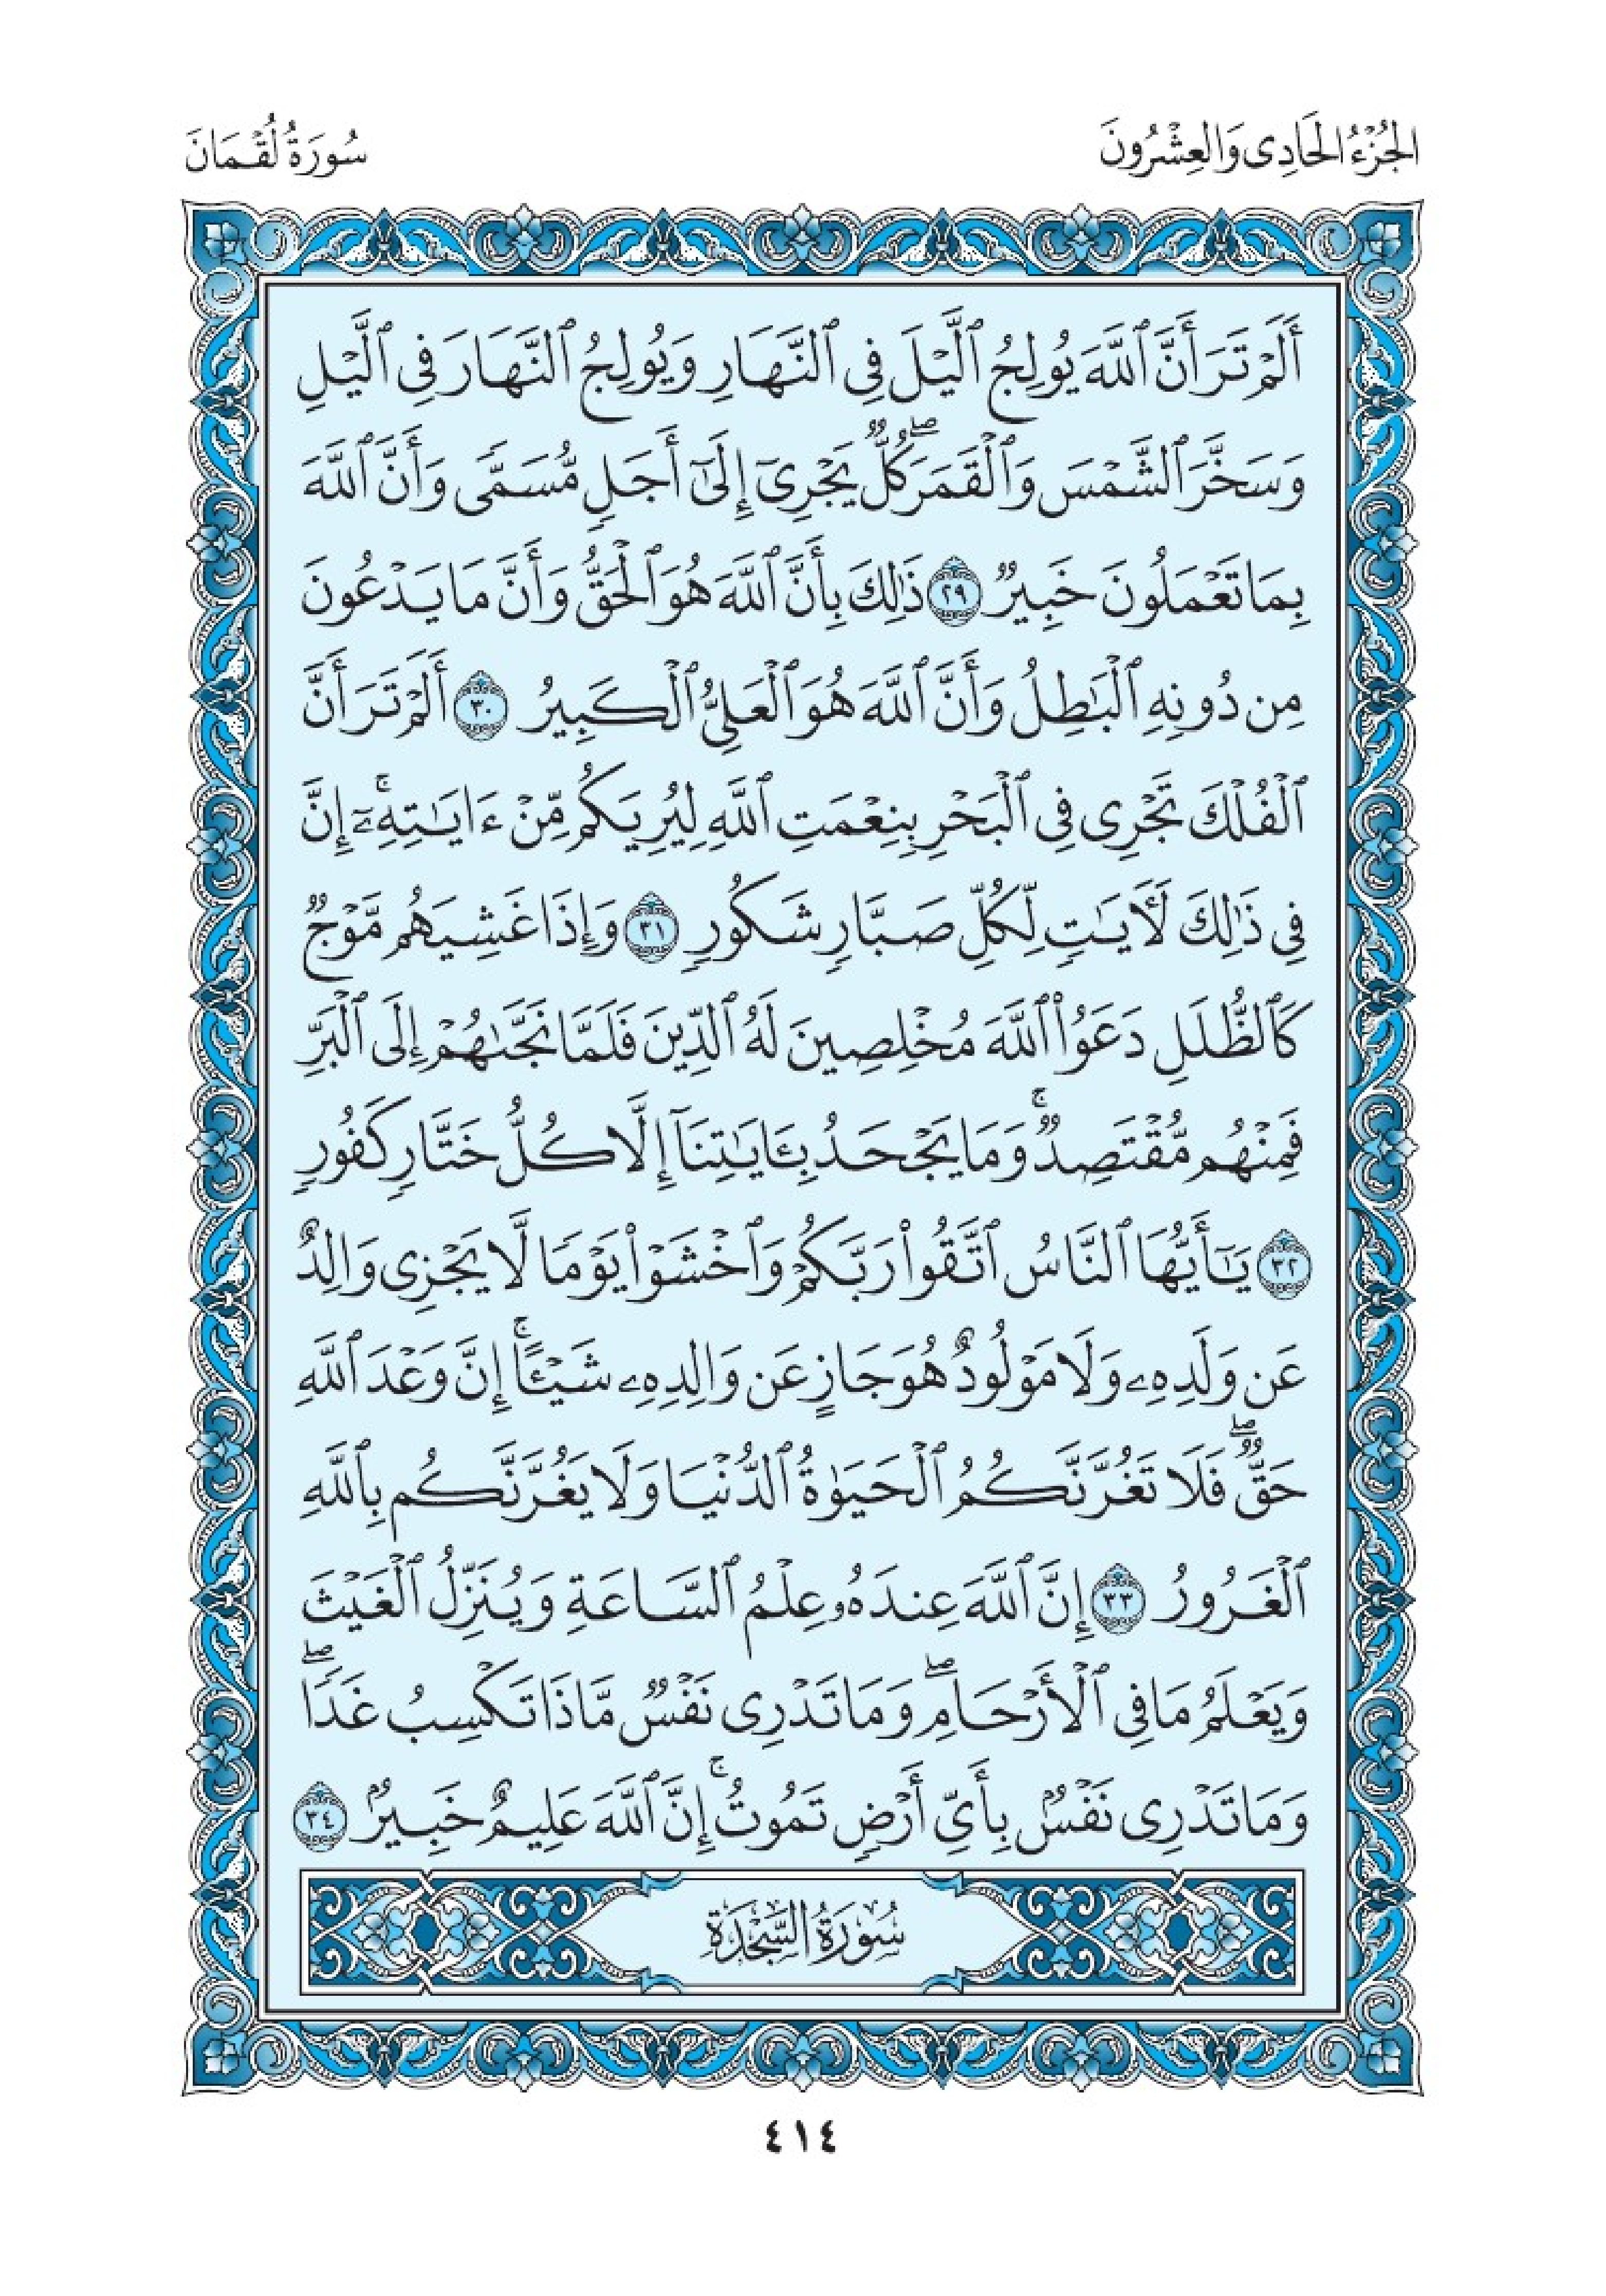 الجُزْءُ الحَادِى وَالعِشْرُونَ
سُورَةُ لُقْمَانَ
أَلَمْ تَرَ أَنَّ ٱللَّهَ يُولِجُ ٱلَّيْلَ فِى ٱلنَّهَارِ وَيُولِجُ ٱلنَّهَارَ فِى ٱلَّيْلِ
وَسَخَّرَ ٱلشَّمْسَ وَٱلْقَمَرَۖ كُلٌّ يَجْرِىٓ إِلَىٰٓ أَجَلٍ مُّسَمًّى وَأَنَّ ٱللَّهَ
بِمَا تَعْمَلُونَ خَبِيرٌ ٢٩ ذَٰلِكَ بِأَنَّ ٱللَّهَ هُوَ ٱلْحَقُّ وَأَنَّ مَا يَدْعُونَ
مِن دُونِهِ ٱلْبَٰطِلُ وَأَنَّ ٱللَّهَ هُوَ ٱلْعَلِىُّ ٱلْكَبِيرُ ٣٠ أَلَمْ تَرَ أَنَّ
ٱلْفُلْكَ تَجْرِى فِى ٱلْبَحْرِ بِنِعْمَتِ ٱللَّهِ لِيُرِيَكُم مِّنْ ءَايَٰتِهِۦٓۚ إِنَّ
فِى ذَٰلِكَ لَءَايَٰتٍ لِّكُلِّ صَبَّارٍ شَكُورٍ ٣١ وَإِذَا غَشِيَهُم مَّوْجٌ
كَٱلظُّلَلِ دَعَوُا۟ ٱللَّهَ مُخْلِصِينَ لَهُ ٱلدِّينَ فَلَمَّا نَجَّىٰهُمْ إِلَى ٱلْبَرِّ
فَمِنْهُم مُّقْتَصِدٌۚ وَمَا يَجْحَدُ بِـَٔايَٰتِنَآ إِلَّا كُلُّ خَتَّارٍ كَفُورٍ
٣٢ يَٰٓأَيُّهَا ٱلنَّاسُ ٱتَّقُوا۟ رَبَّكُمْ وَٱخْشَوْا۟ يَوْمًا لَّا يَجْزِى وَالِدٌ
عَن وَلَدِهِۦ وَلَا مَوْلُودٌ هُوَ جَازٍ عَن وَالِدِهِۦ شَيْـًٔاۚ إِنَّ وَعْدَ ٱللَّهِ
حَقٌّۖ فَلَا تَغُرَّنَّكُمُ ٱلْحَيَوٰةُ ٱلدُّنْيَا وَلَا يَغُرَّنَّكُم بِٱللَّهِ
ٱلْغَرُورُ ٣٣ إِنَّ ٱللَّهَ عِندَهُۥ عِلْمُ ٱلسَّاعَةِ وَيُنَزِّلُ ٱلْغَيْثَ
وَيَعْلَمُ مَا فِى ٱلْأَرْحَامِۖ وَمَا تَدْرِى نَفْسٌ مَّاذَا تَكْسِبُ غَدًاۖ
وَمَا تَدْرِى نَفْسٌۢ بِأَىِّ أَرْضٍ تَمُوتُۚ إِنَّ ٱللَّهَ عَلِيمٌ خَبِيرٌۢ ٣٤
سُورَةُ السَّجْدَةِ
٤١٤